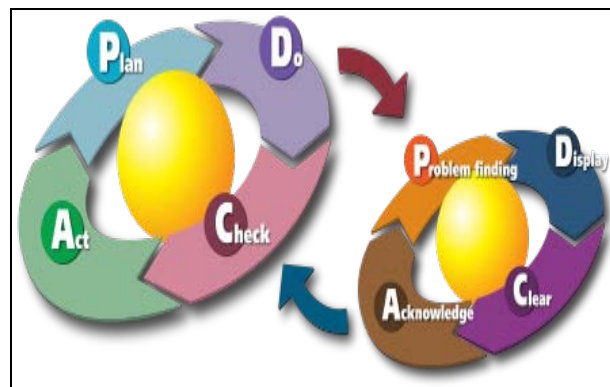 Plan
Do
Check
Act
Problem finding
Display
Clear
Acknowledge